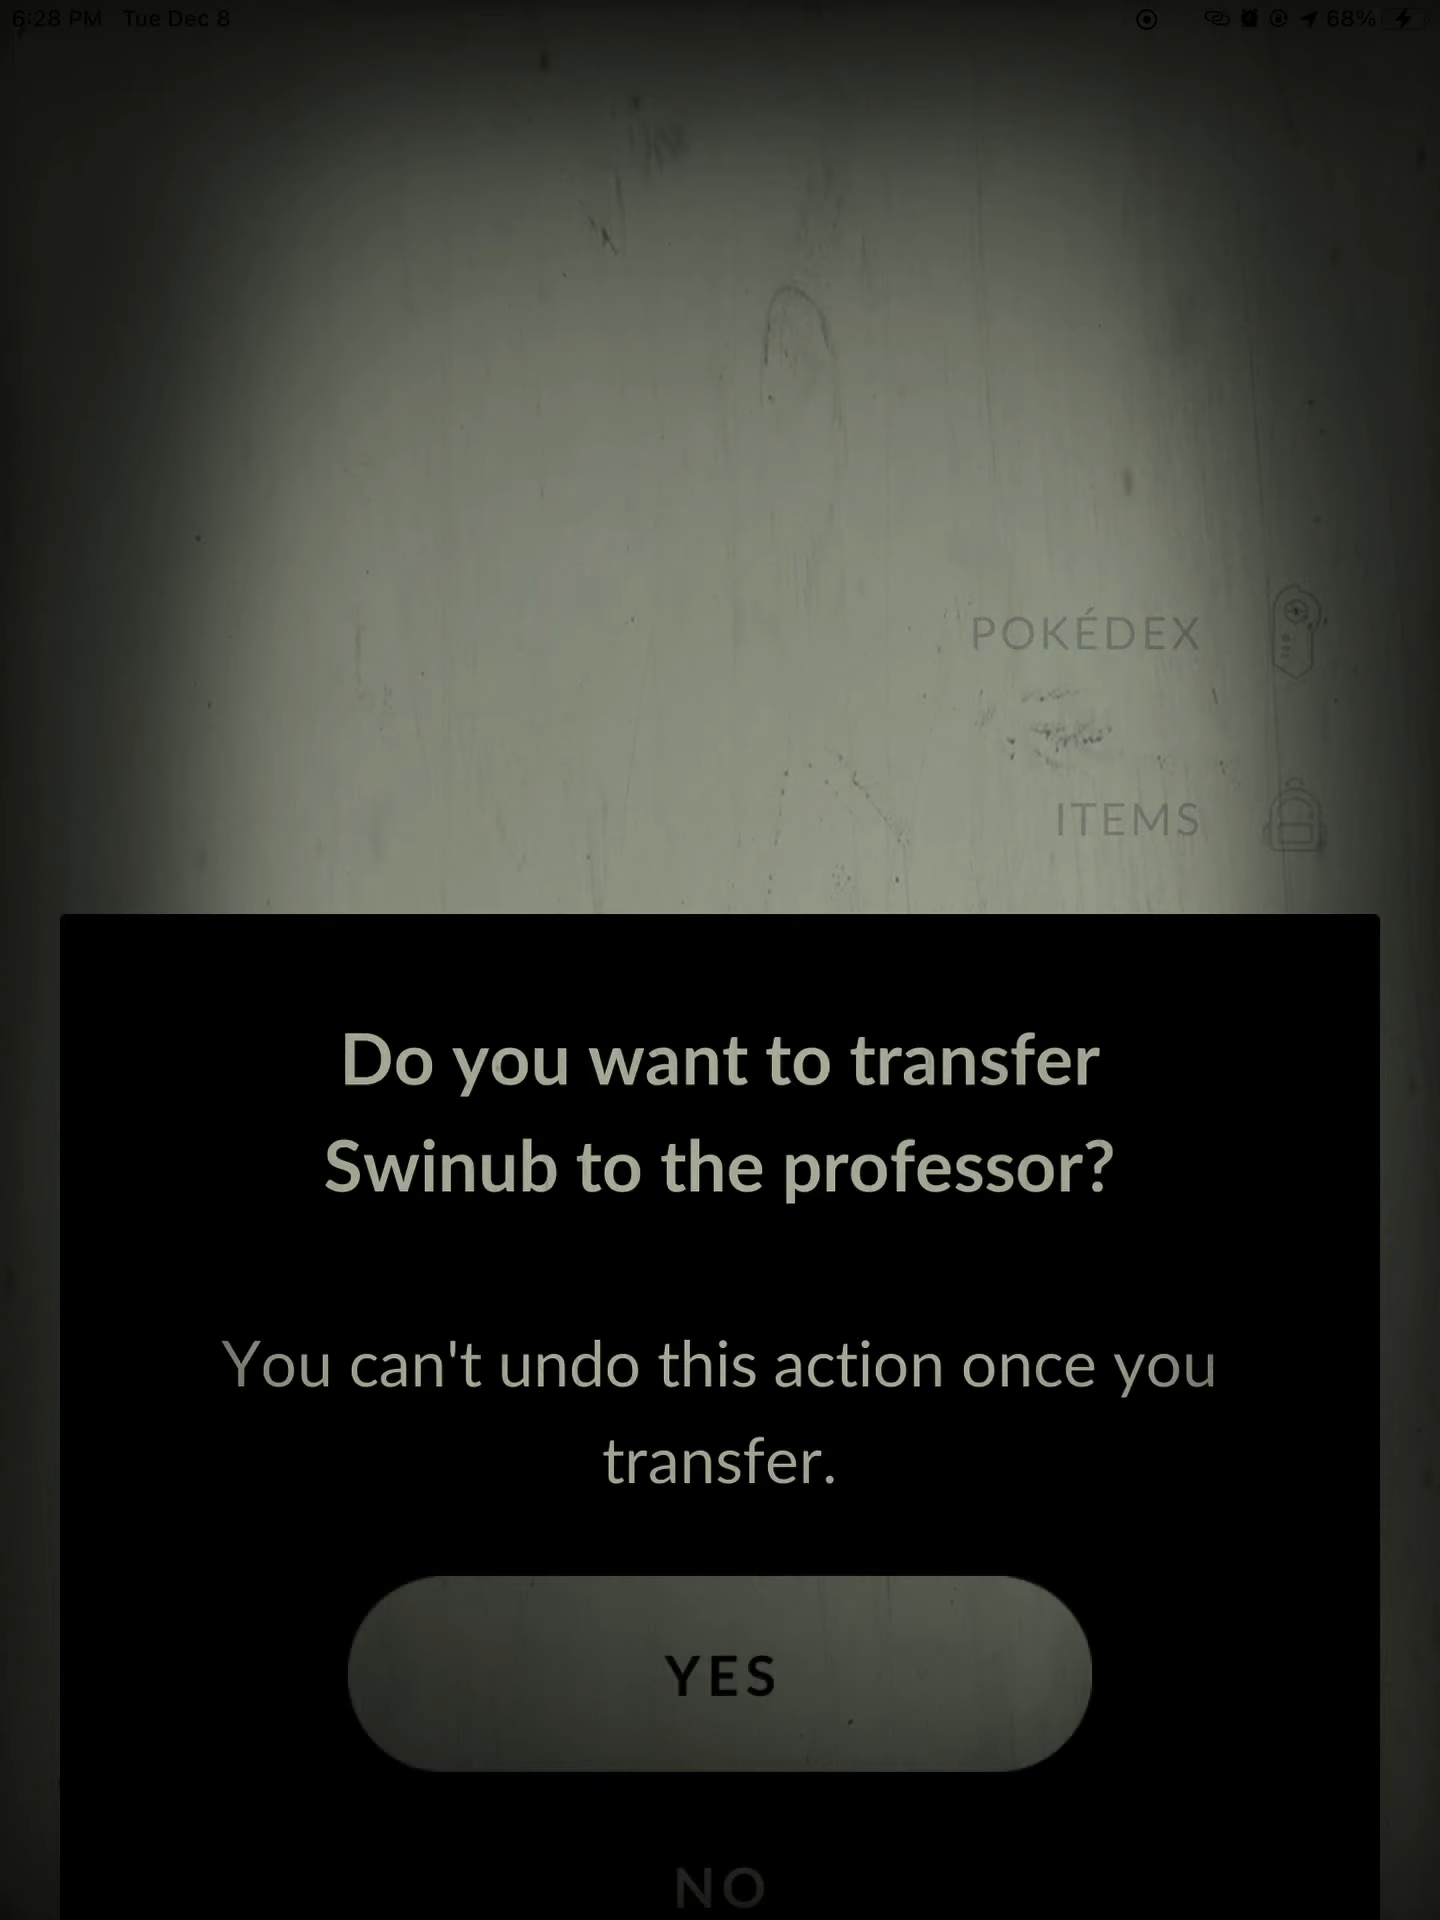 6:28 PM Tue Dec 8
68%
POKÉDEX
ITEMS
Do you want to transfer
Swinub to the professor?
You can't undo this action once you
transfer.
YES
NO